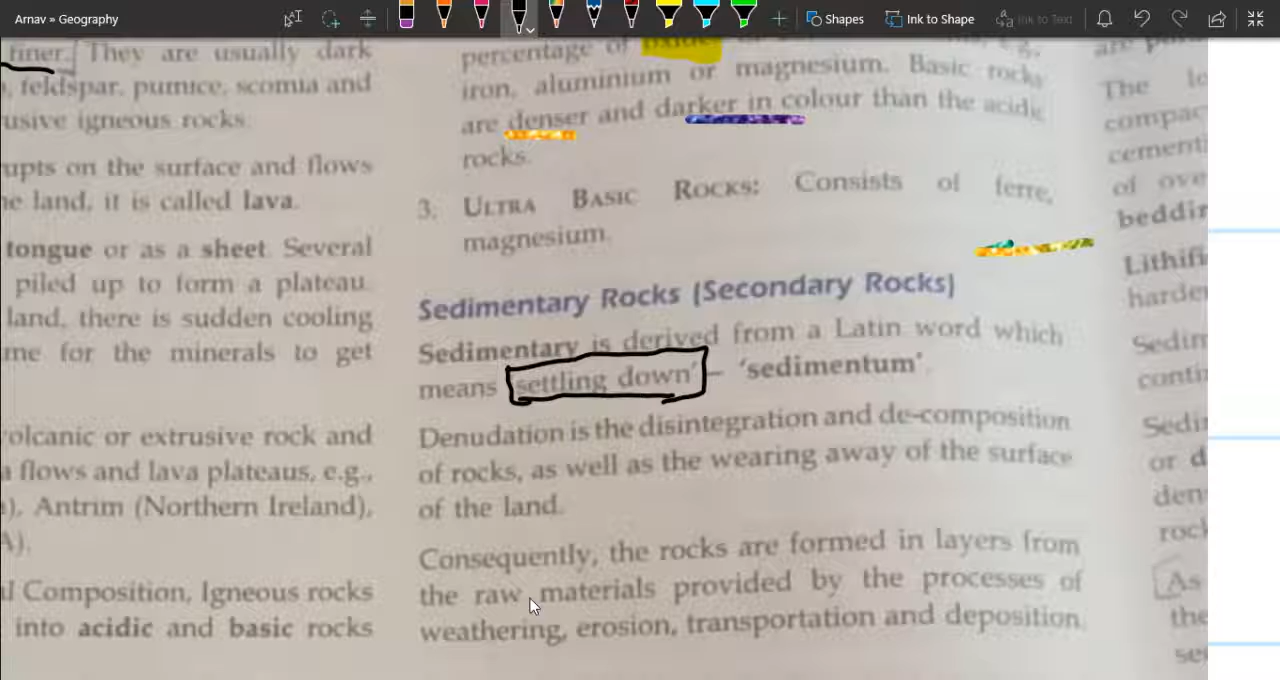 Arnav » Geography
Shapes
Ink to Shape
Ink to Text
finer. They are usually dark
, feldspar, pumice, scomia and
usive igneous rocks.
upts on the surface and flows
he land, it is called lava.
tongue or as a sheet. Several
piled up to form a plateau.
land, there is sudden cooling
me for the minerals to get
olcanic or extrusive rock and
a flows and lava plateaus, e.g.,
), Antrim (Northern Ireland),
A).
l Composition, Igneous rocks
into acidic and basic rocks
percentage of
iron, aluminium or magnesium. Basic rocks
are denser and darker in colour than the acidic
rocks.
3. ULTRA BASIC ROCKS: Consists of ferre,
magnesium.
Sedimentary Rocks (Secondary Rocks)
Sedimentary is derived from a Latin word which
means settling down' – 'sedimentum'.
Denudation is the disintegration and de-composition
of rocks, as well as the wearing away of the surface
of the land.
Consequently, the rocks are formed in layers from
the raw materials provided by the processes of
weathering, erosion, transportation and deposition.
The
compac
cementi
of ove
beddin
Lithifi
harde
Sedim
conti
Sedi
or d
den
rock
As
the
se